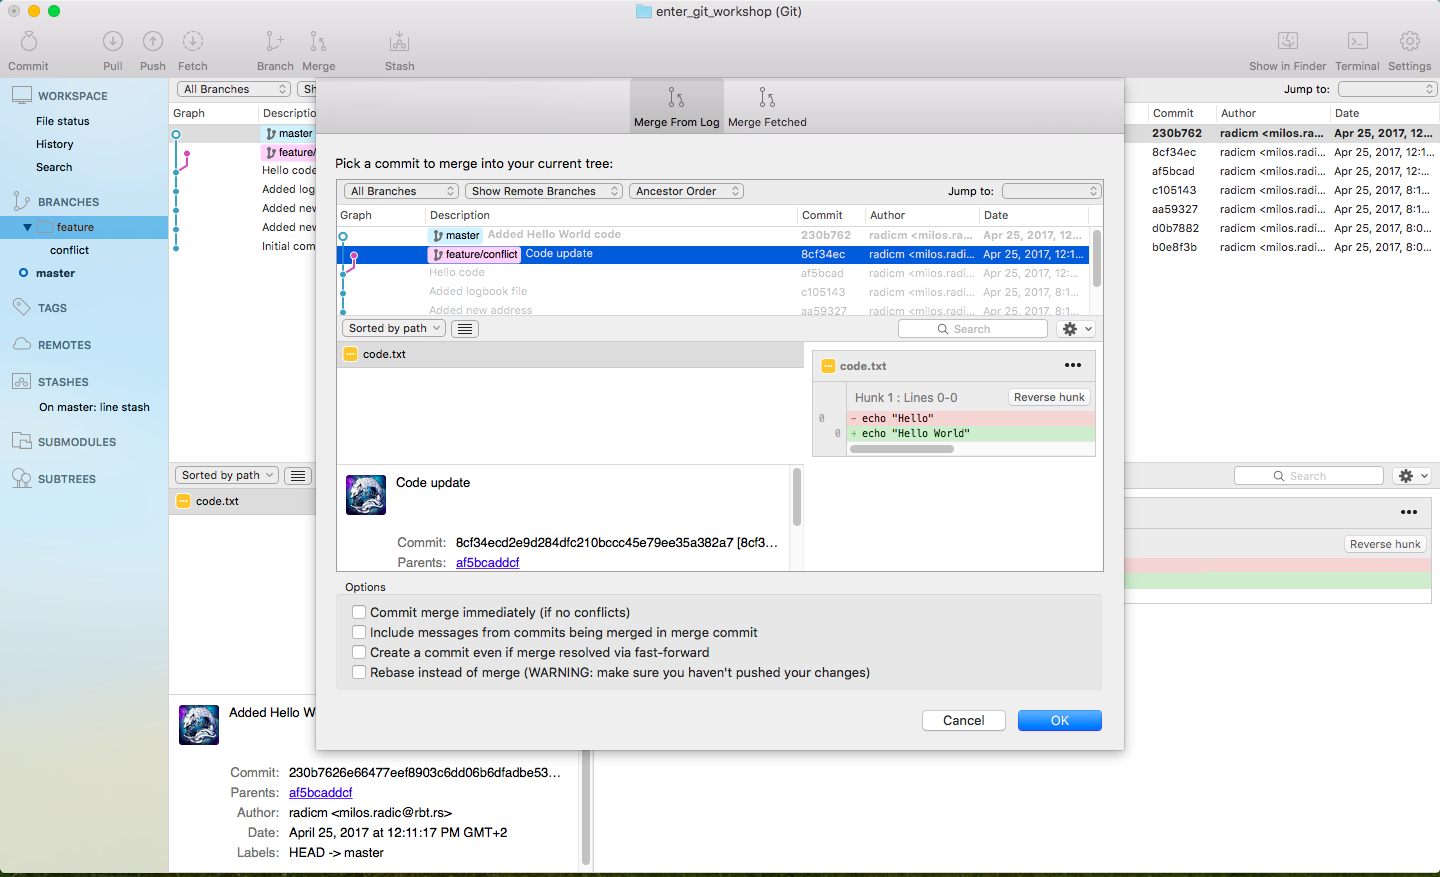 enter_git_workshop (Git)
Commit Pull Push Fetch Branch Merge Stash Show in Finder Terminal Settings
WORKSPACE
File status
History
Search
BRANCHES
feature
conflict
master
TAGS
REMOTES
STASHES
On master: line stash
SUBMODULES
SUBTREES
All Branches Sh Jump to:
Graph Descriptio Commit Author Date
master 230b762 radicm <milos.ra... Apr 25, 2017, 12:...
feature/ 8cf34ec radicm <milos.radi... Apr 25, 2017, 12:1...
Hello code af5bcad radicm <milos.radi... Apr 25, 2017, 12:...
Added log c105143 radicm <milos.radi... Apr 25, 2017, 8:1...
Added new aa59327 radicm <milos.radi... Apr 25, 2017, 8:1...
Added new d0b7882 radicm <milos.radi... Apr 25, 2017, 8:0...
Initial com b0e8f3b radicm <milos.radi... Apr 25, 2017, 8:0...
Merge From Log Merge Fetched
Pick a commit to merge into your current tree:
All Branches Show Remote Branches Ancestor Order Jump to:
Graph Description Commit Author Date
master Added Hello World code 230b762 radicm <milos.ra... Apr 25, 2017, 12:...
feature/conflict Code update 8cf34ec radicm <milos.radi... Apr 25, 2017, 12:1...
Hello code af5bcad radicm <milos.radi... Apr 25, 2017, 12:...
Added logbook file c105143 radicm <milos.radi... Apr 25, 2017, 8:1...
Added new address aa59327 radicm <milos.radi... Apr 25, 2017, 8:1...
Sorted by path Search
code.txt
code.txt •••
Hunk 1 : Lines 0-0 Reverse hunk
0 - echo "Hello"
0 + echo "Hello World"
Code update
Commit: 8cf34ecd2e9d284dfc210bccc45e79ee35a382a7 [8cf3...
Parents: af5bcaddcf
Options
Commit merge immediately (if no conflicts)
Include messages from commits being merged in merge commit
Create a commit even if merge resolved via fast-forward
Rebase instead of merge (WARNING: make sure you haven't pushed your changes)
Cancel OK
Sorted by path Search
code.txt •••
Reverse hunk
Added Hello W
Commit: 230b7626e66477eef8903c6dd06b6dfadbe53...
Parents: af5bcaddcf
Author: radicm <milos.radic@rbt.rs>
Date: April 25, 2017 at 12:11:17 PM GMT+2
Labels: HEAD -> master